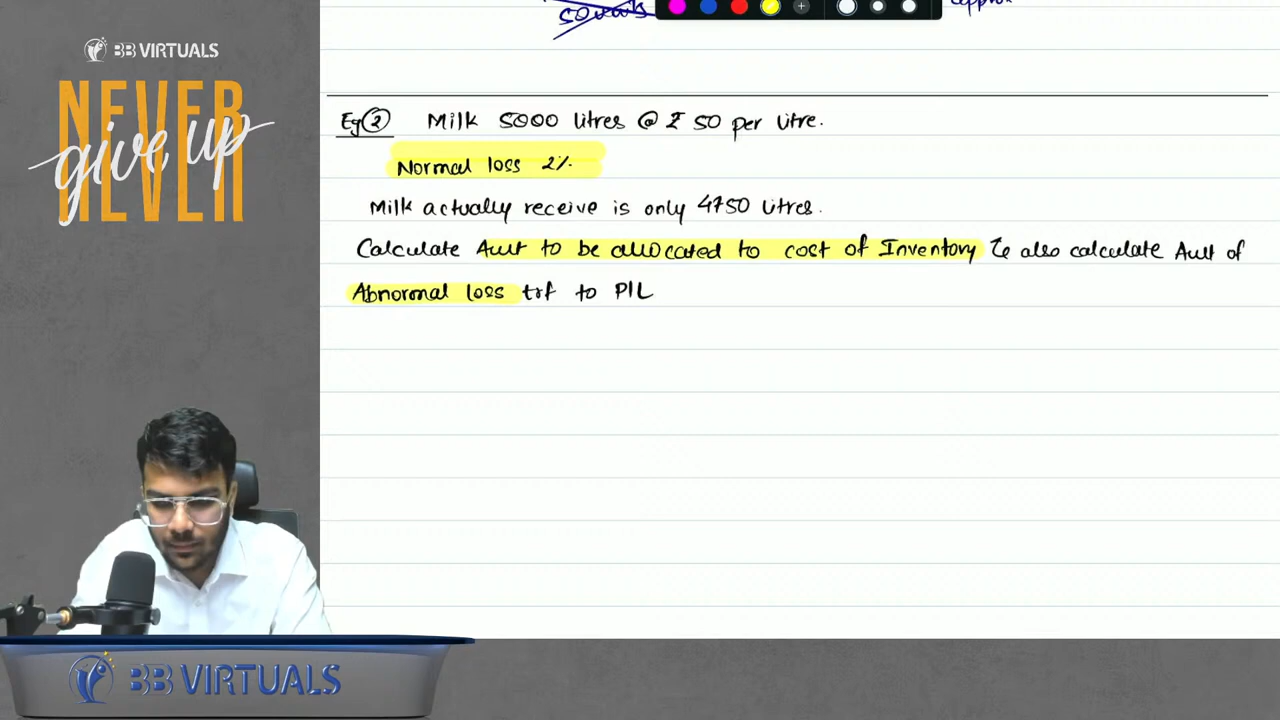 BB VIRTUALS
NEVER
give up
NEVER
50
Eg② Milk 5000 litres @ ₹ 50 per litre.
Normal loss 2%
Milk actually receive is only 4750 litres.
Calculate Amt to be allocated to cost of Inventory & also calculate Amt of
Abnormal loss trf to P/L
BB VIRTUALS